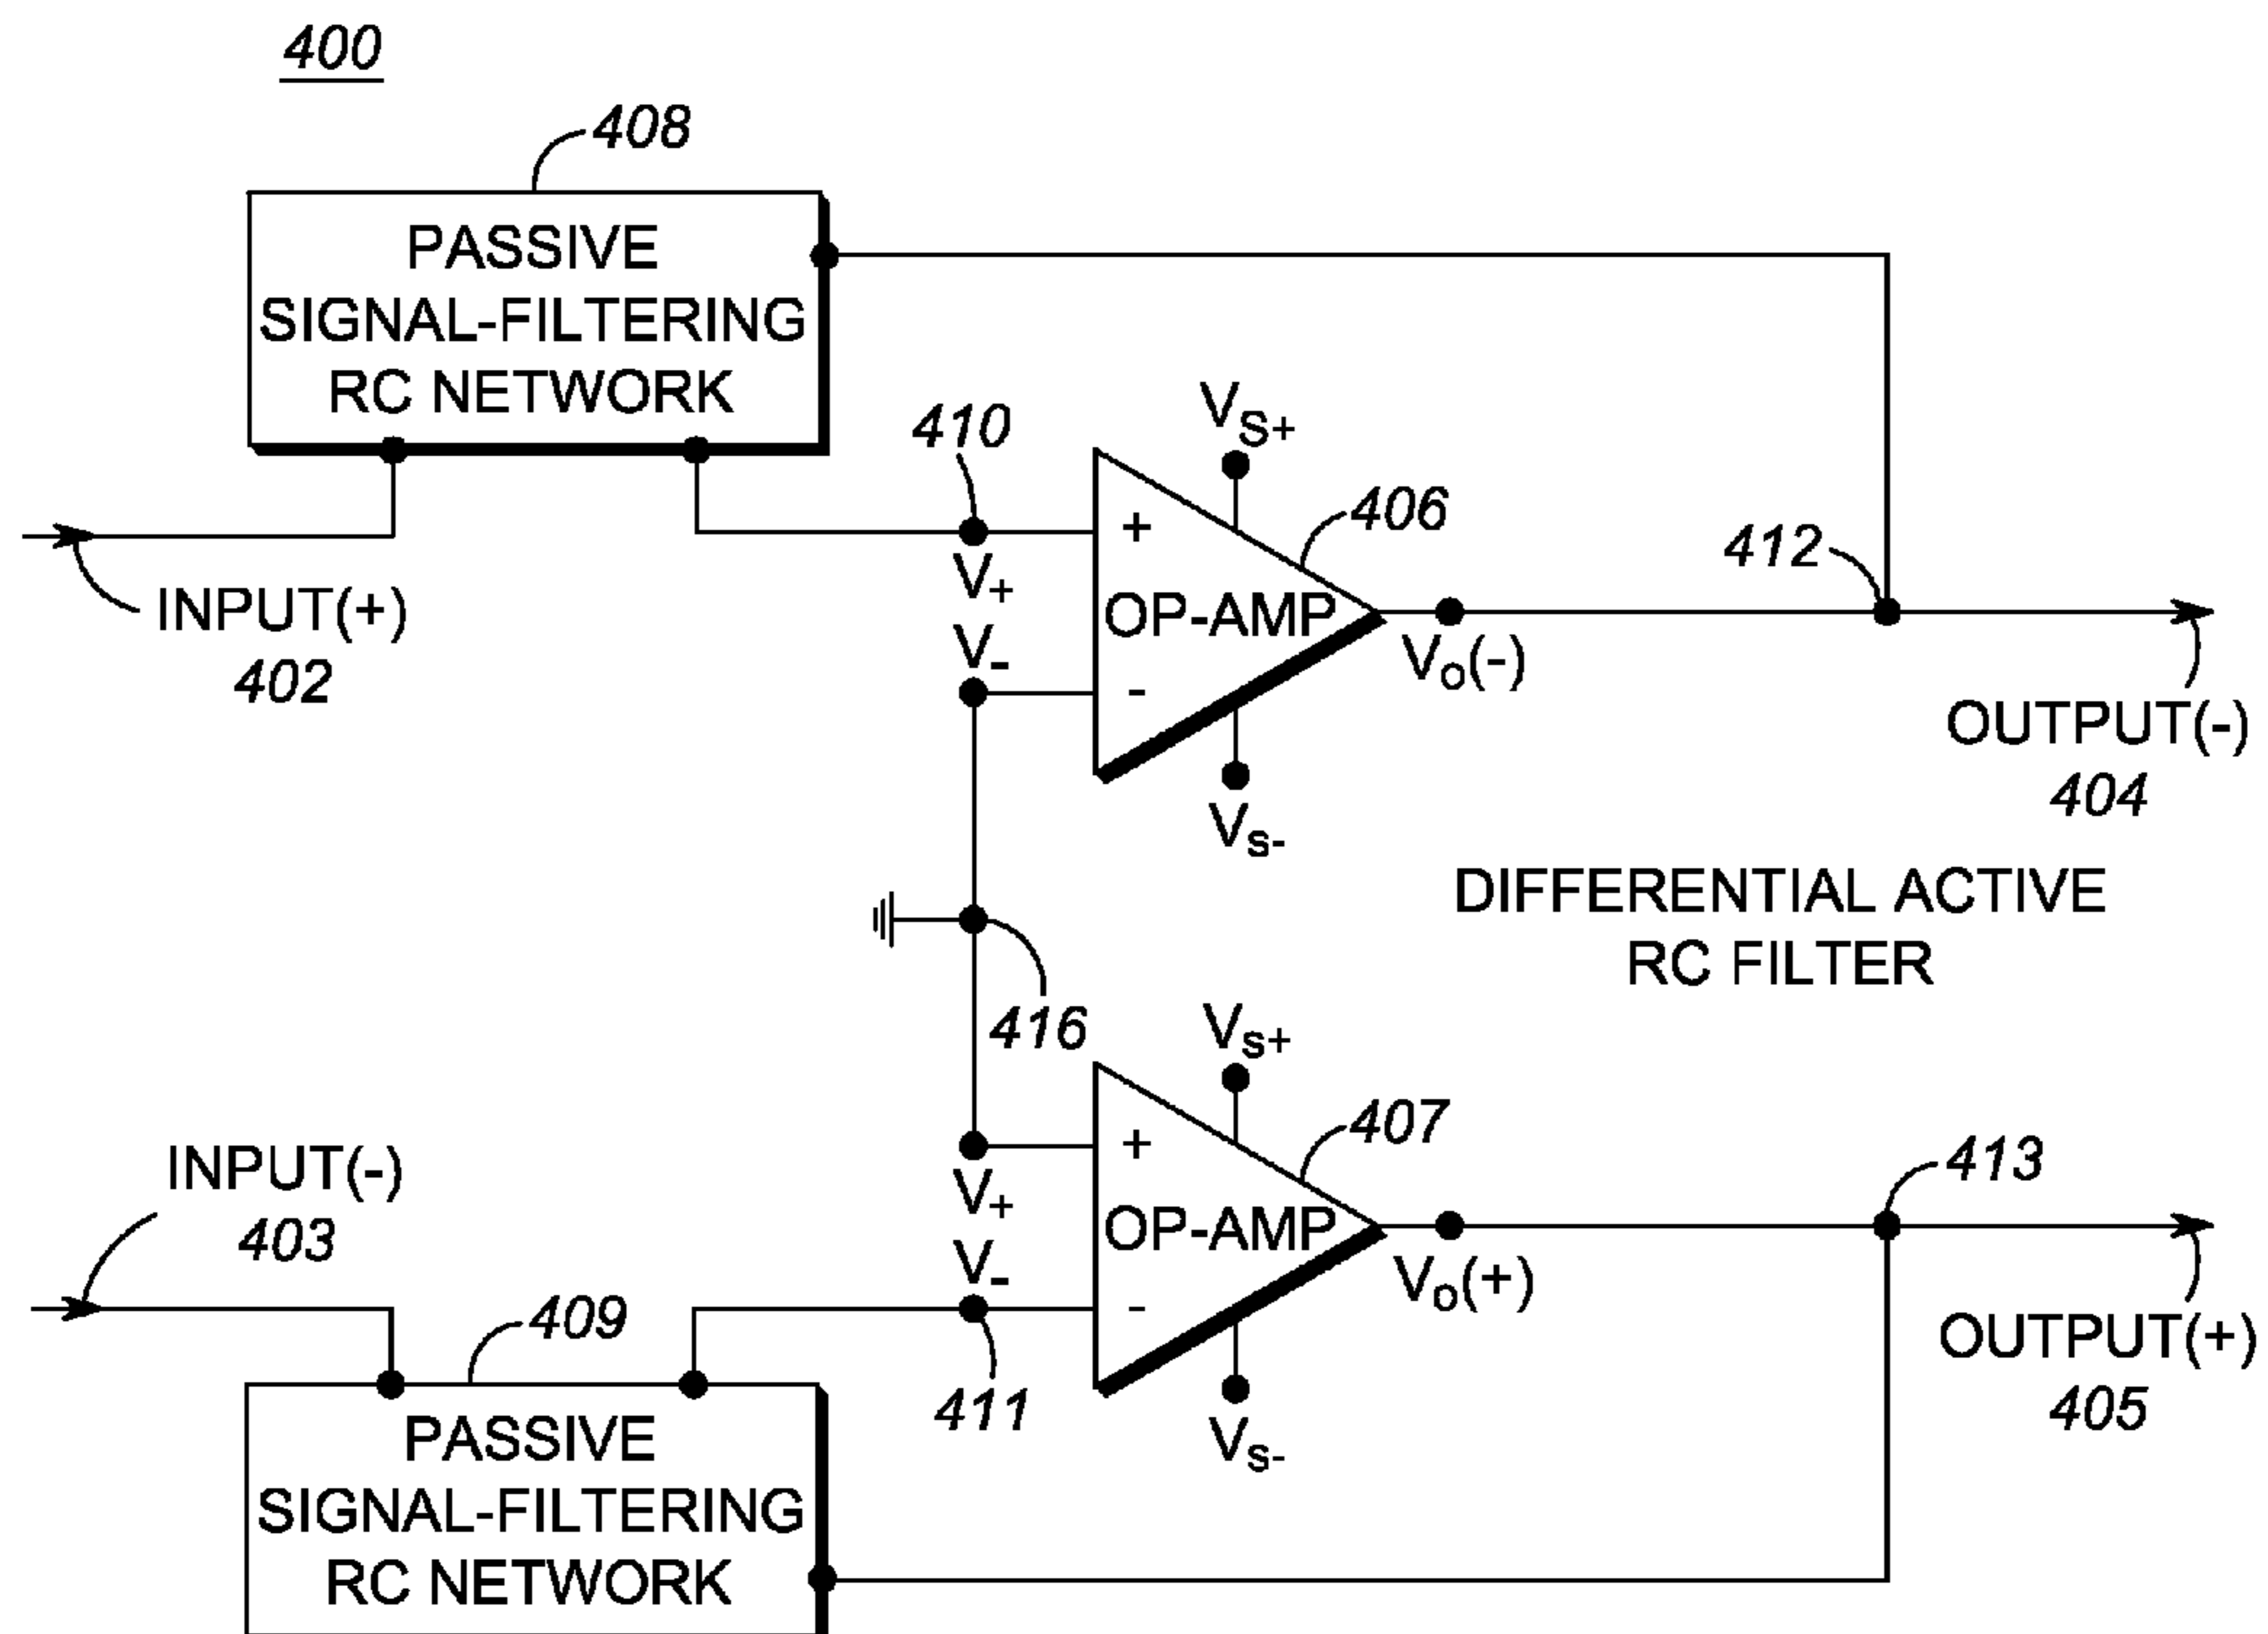 400
408
PASSIVE
SIGNAL-FILTERING
RC NETWORK
410
VS+
406
+
V+
OP-AMP
412
INPUT(+)
402
V-
-
VO(-)
OUTPUT(-)
404
VS-
DIFFERENTIAL ACTIVE
RC FILTER
416
VS+
407
+
V+
OP-AMP
413
INPUT(-)
403
V-
-
VO(+)
OUTPUT(+)
405
409
411
VS-
PASSIVE
SIGNAL-FILTERING
RC NETWORK